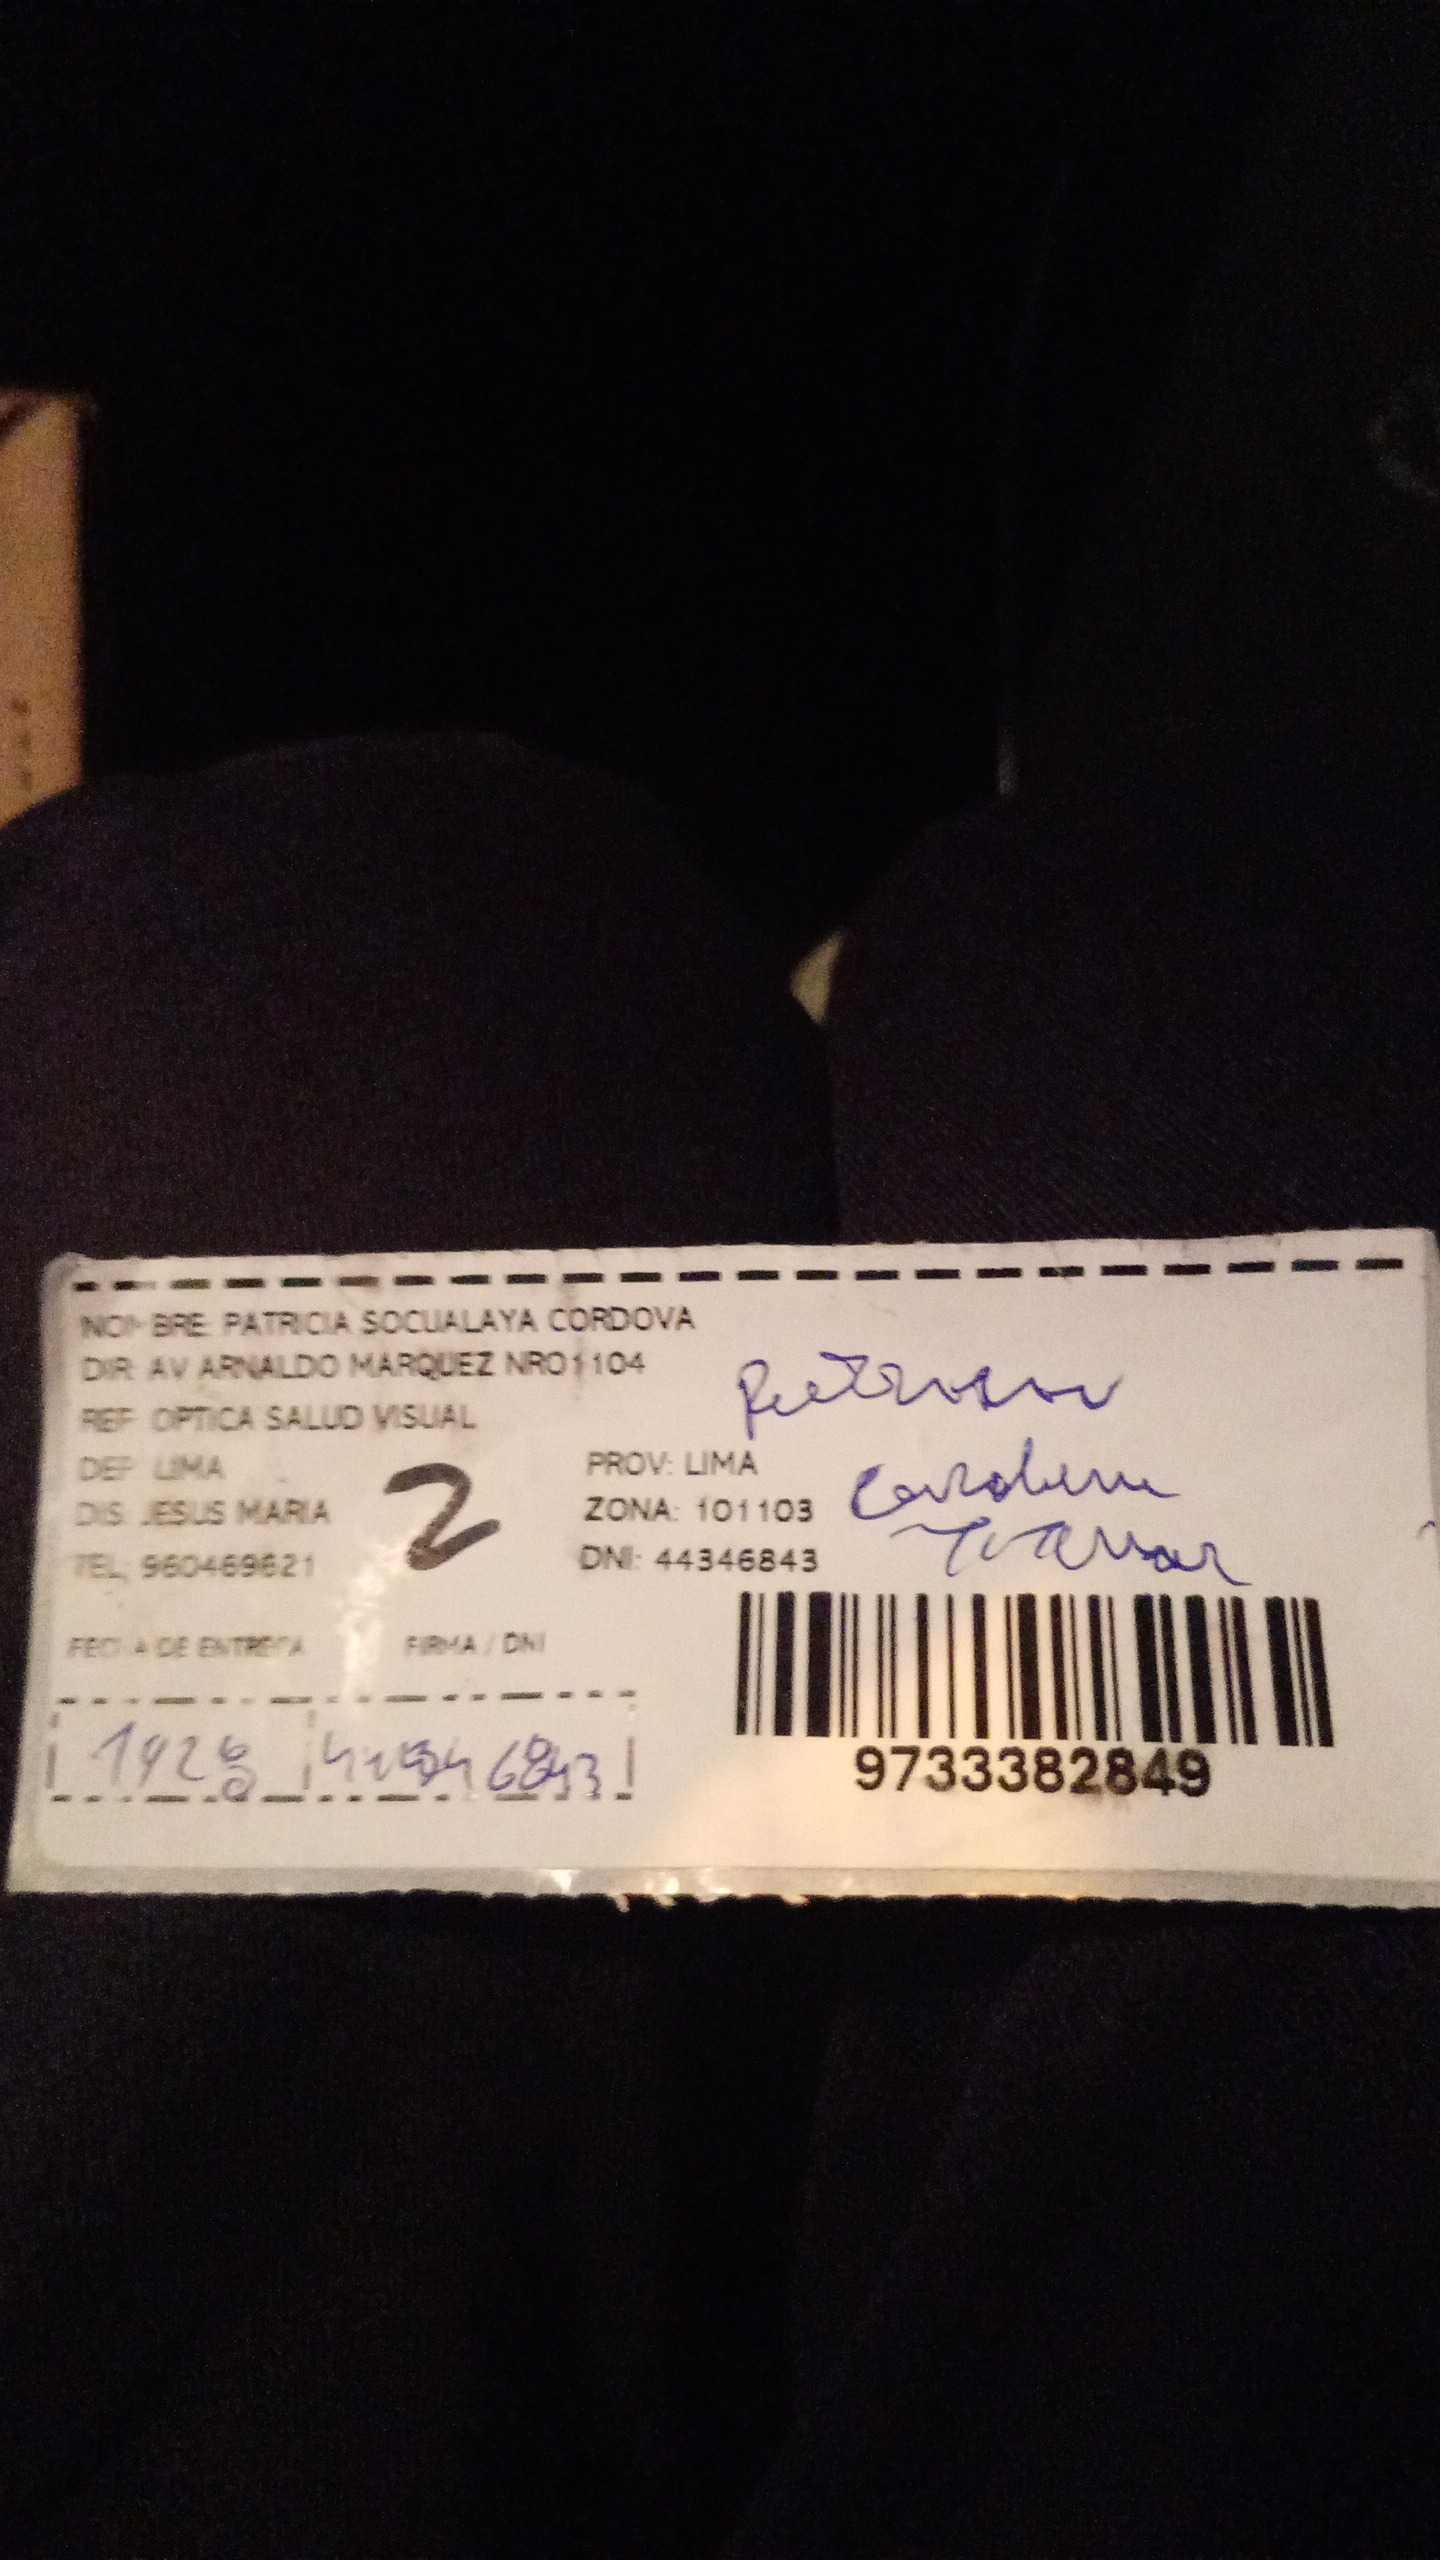 NOMBRE: PATRICIA SOCUALAYA CORDOVA
DIR: AV ARNALDO MARQUEZ NRO1104
REF: OPTICA SALUD VISUAL
DEP: LIMA PROV: LIMA
DIS: JESUS MARIA 2 ZONA: 101103
TEL: 960469621 DNI: 44346843
FECHA DE ENTREGA FIRMA / DNI
9733382849